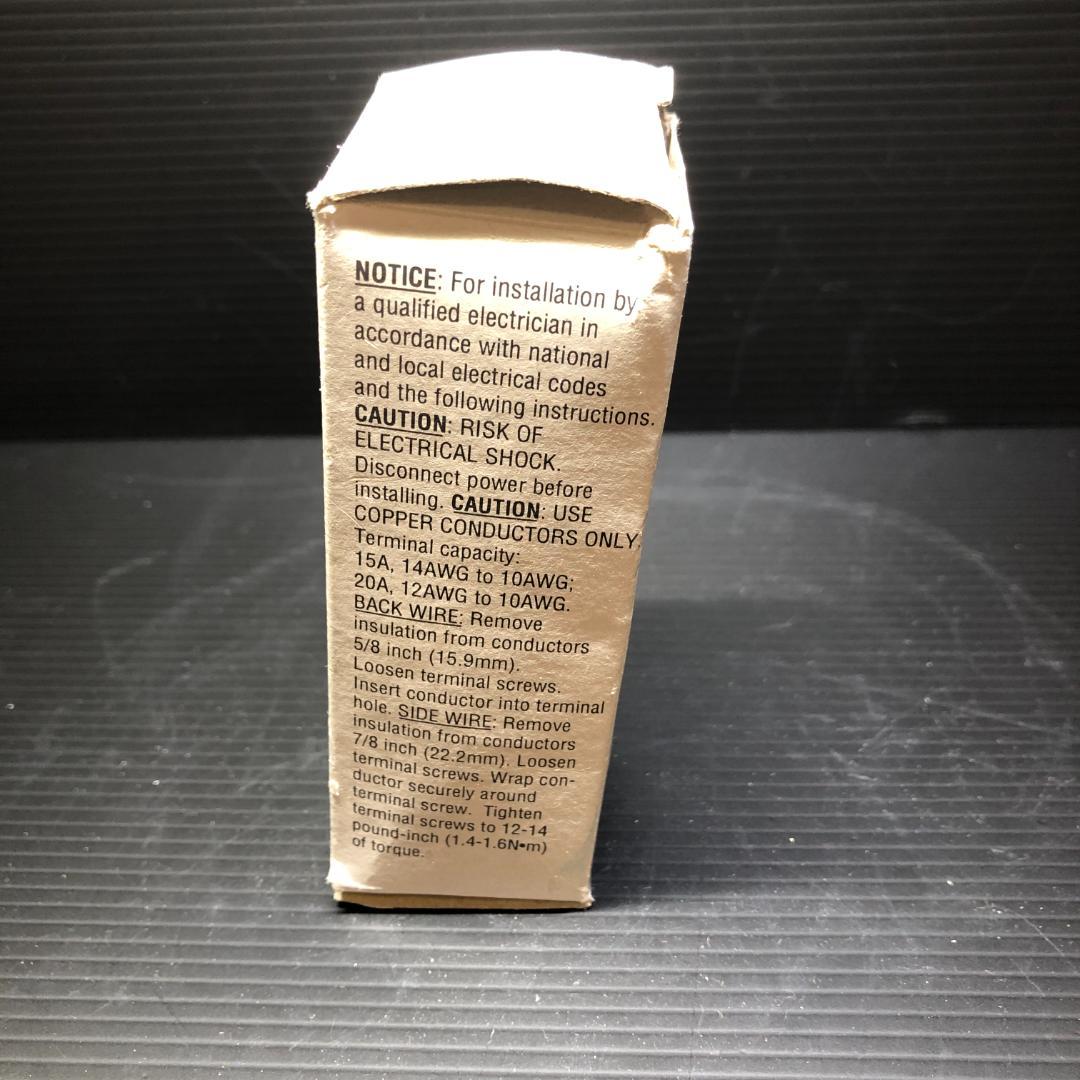 NOTICE: For installation by
a qualified electrician in
accordance with national
and local electrical codes
and the following instructions.
CAUTION: RISK OF
ELECTRICAL SHOCK.
Disconnect power before
installing. CAUTION: USE
COPPER CONDUCTORS ONLY.
Terminal capacity:
15A, 14AWG to 10AWG;
20A, 12AWG to 10AWG.
BACK WIRE: Remove
insulation from conductors
5/8 inch (15.9mm).
Loosen terminal screws.
Insert conductor into terminal
hole. SIDE WIRE: Remove
insulation from conductors
7/8 inch (22.2mm). Loosen
terminal screws. Wrap con-
ductor securely around
terminal screw. Tighten
terminal screws to 12-14
pound-inch (1.4-1.6N•m)
of torque.